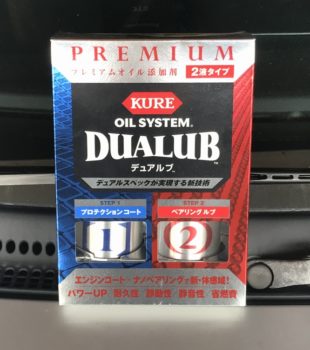 PREMIUM
プレミアムオイル添加剤 2液タイプ
KURE
OIL SYSTEM®
DUALUB™
デュアルブ™
デュアルスペックが実現する新技術
STEP 1 STEP 2
プロテクションコート ベアリングルブ
1 2
エンジンコート+ナノベアリングで新・体感域!
パワーUP 耐久性 静動性 静音性 省燃費